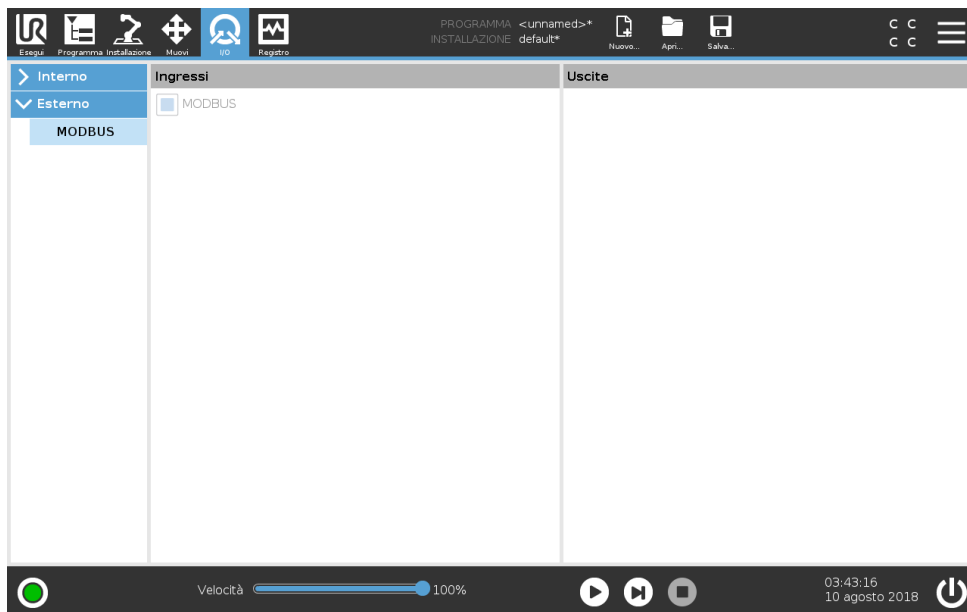 UR
PROGRAMMA <unnamed>*
INSTALLAZIONE default*
Esegui Programma Installazione Muovi I/O Registro
Nuovo... Apri... Salva...
C C
C C
Interno
Esterno
MODBUS
Ingressi
MODBUS
Uscite
Velocità 100%
03:43:16
10 agosto 2018